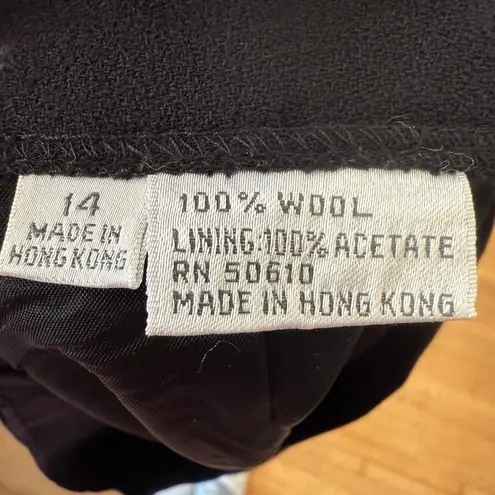 14
MADE IN
HONG KONG
100% WOOL
LINING:100% ACETATE
RN 50610
MADE IN HONG KONG